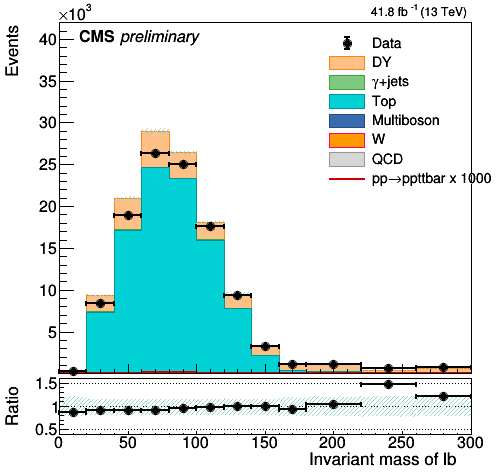 ×10³
41.8 fb⁻¹ (13 TeV)
CMS preliminary
Events
40
35
30
25
20
15
10
5
Data
DY
γ+jets
Top
Multiboson
W
QCD
pp→ppttbar x 1000
Ratio
1.5
1
0.5
0 50 100 150 200 250 300
Invariant mass of lb